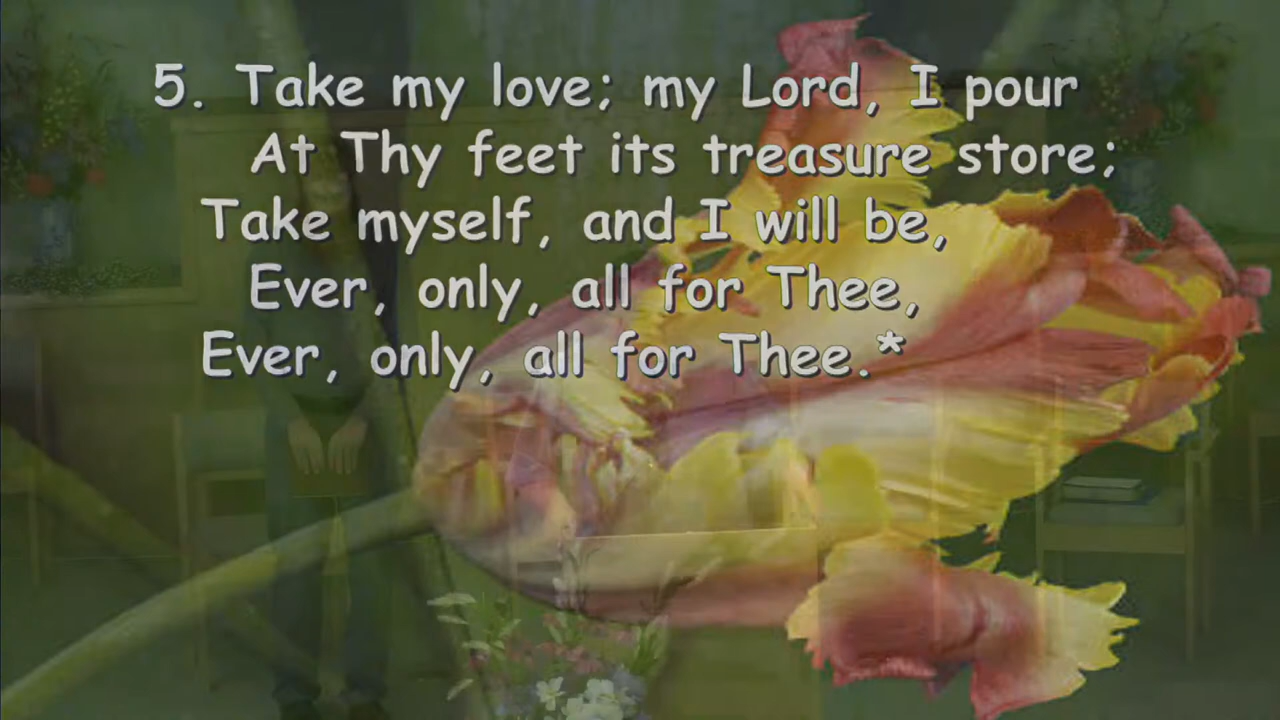 5. Take my love; my Lord, I pour
At Thy feet its treasure store;
Take myself, and I will be,
Ever, only, all for Thee,
Ever, only, all for Thee.*